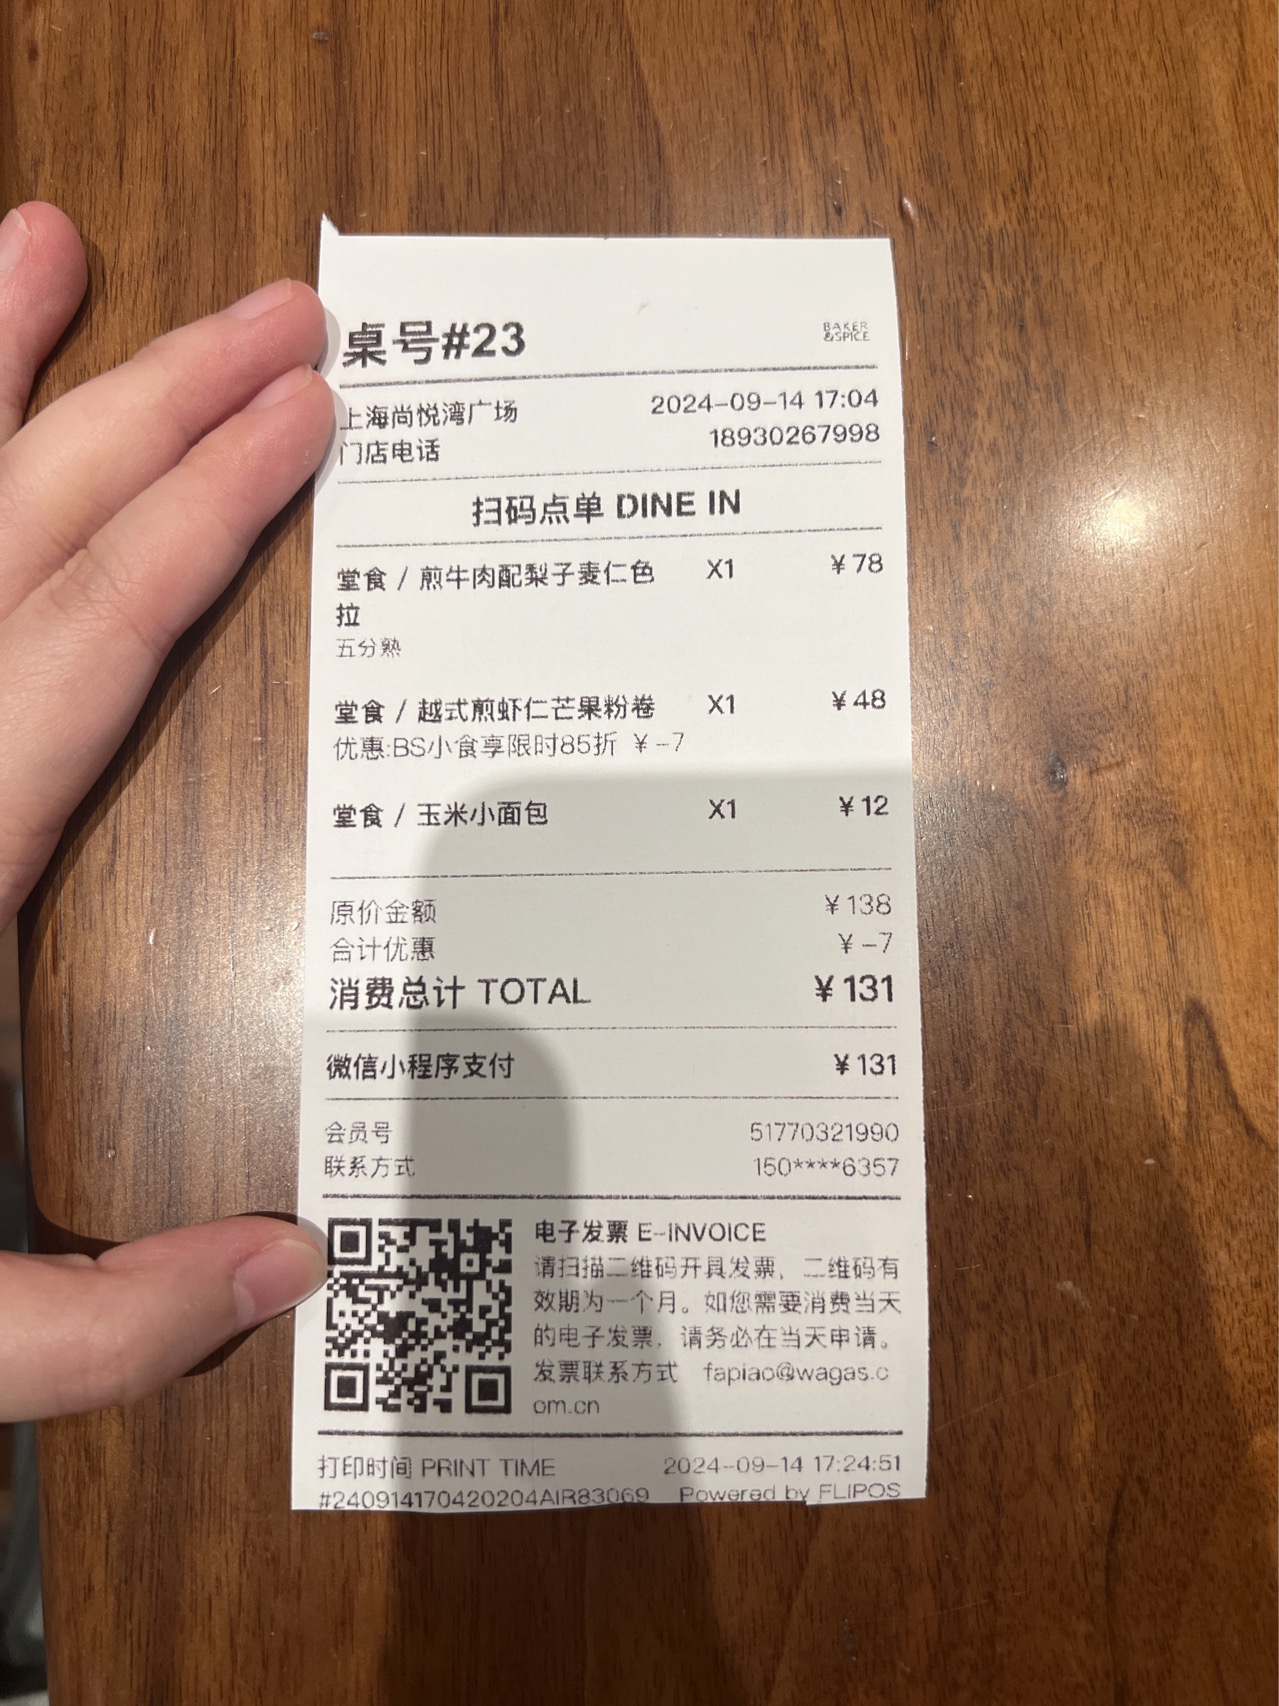 桌号#23
BAKER
&SPICE
上海尚悦湾广场 2024-09-14 17:04
门店电话 18930267998
扫码点单 DINE IN
堂食 / 煎牛肉配梨子麦仁色 X1 ¥78
拉
五分熟
堂食 / 越式煎虾仁芒果粉卷 X1 ¥48
优惠:BS小食享限时85折 ¥-7
堂食 / 玉米小面包 X1 ¥12
原价金额 ¥138
合计优惠 ¥-7
消费总计 TOTAL ¥131
微信小程序支付 ¥131
会员号 51770321990
联系方式 150****6357
电子发票 E-INVOICE
请扫描二维码开具发票，二维码有
效期为一个月。如您需要消费当天
的电子发票，请务必在当天申请。
发票联系方式 fapiao@wagas.c
om.cn
打印时间 PRINT TIME 2024-09-14 17:24:51
#240914170420204AIR83069 Powered by FLIPOS